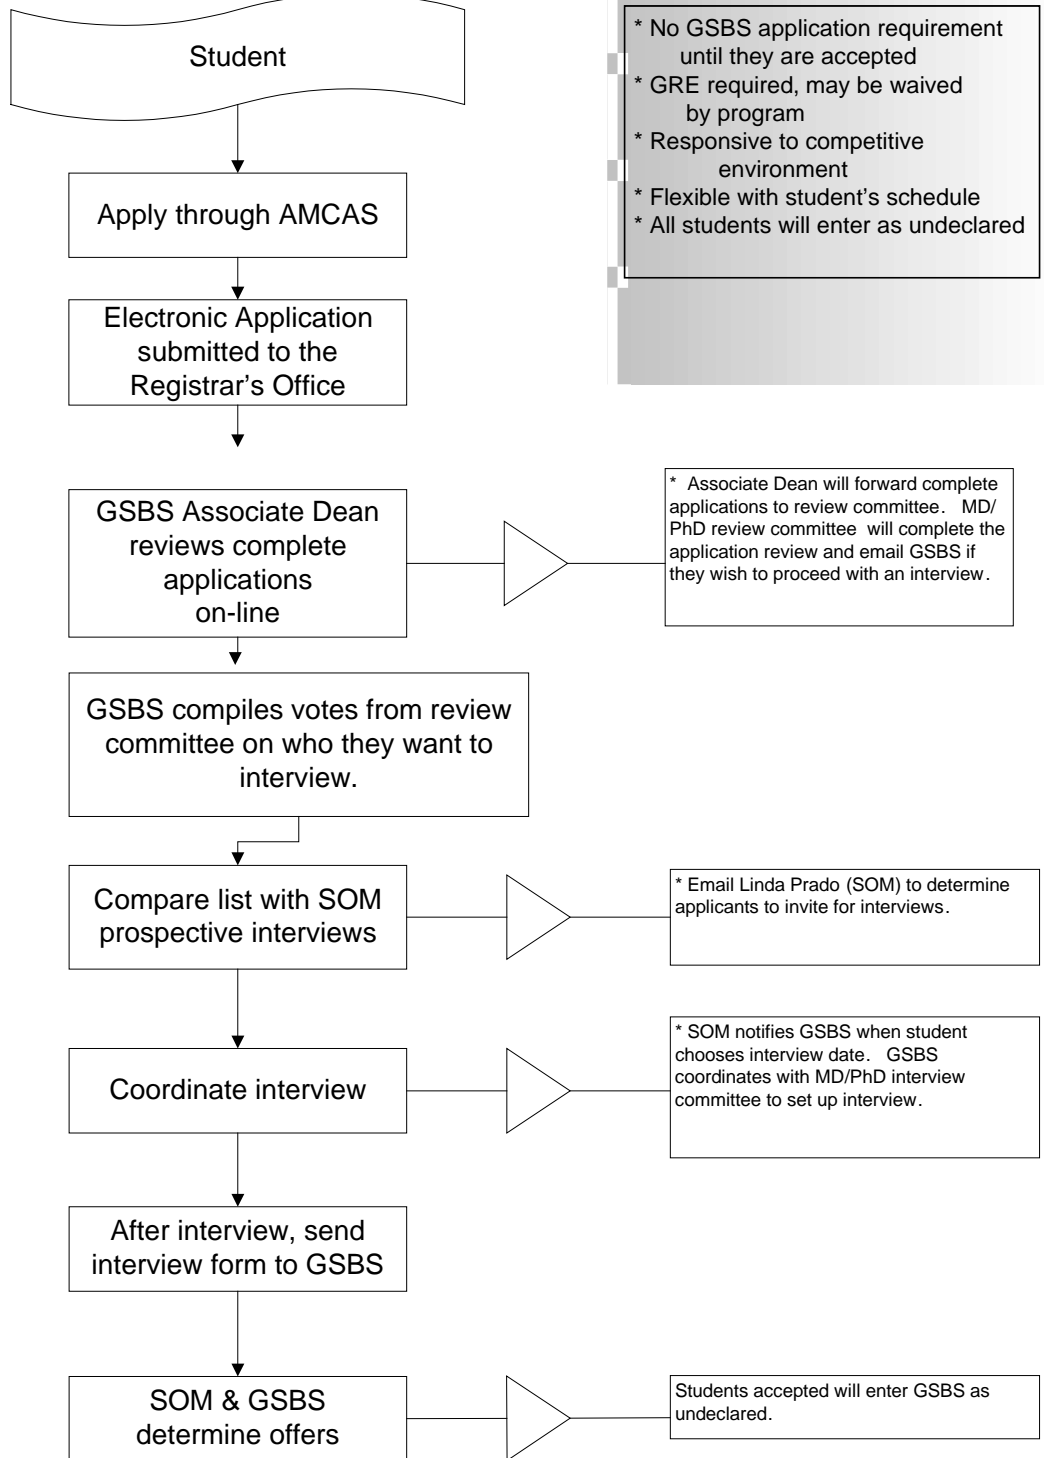 Student
* No GSBS application requirement
until they are accepted
* GRE required, may be waived
by program
* Responsive to competitive
environment
* Flexible with student's schedule
* All students will enter as undeclared
Apply through AMCAS
Electronic Application
submitted to the
Registrar's Office
GSBS Associate Dean
reviews complete
applications
on-line
* Associate Dean will forward complete
applications to review committee. MD/
PhD review committee will complete the
application review and email GSBS if
they wish to proceed with an interview.
GSBS compiles votes from review
committee on who they want to
interview.
Compare list with SOM
prospective interviews
* Email Linda Prado (SOM) to determine
applicants to invite for interviews.
Coordinate interview
* SOM notifies GSBS when student
chooses interview date. GSBS
coordinates with MD/PhD interview
committee to set up interview.
After interview, send
interview form to GSBS
SOM & GSBS
determine offers
Students accepted will enter GSBS as
undeclared.